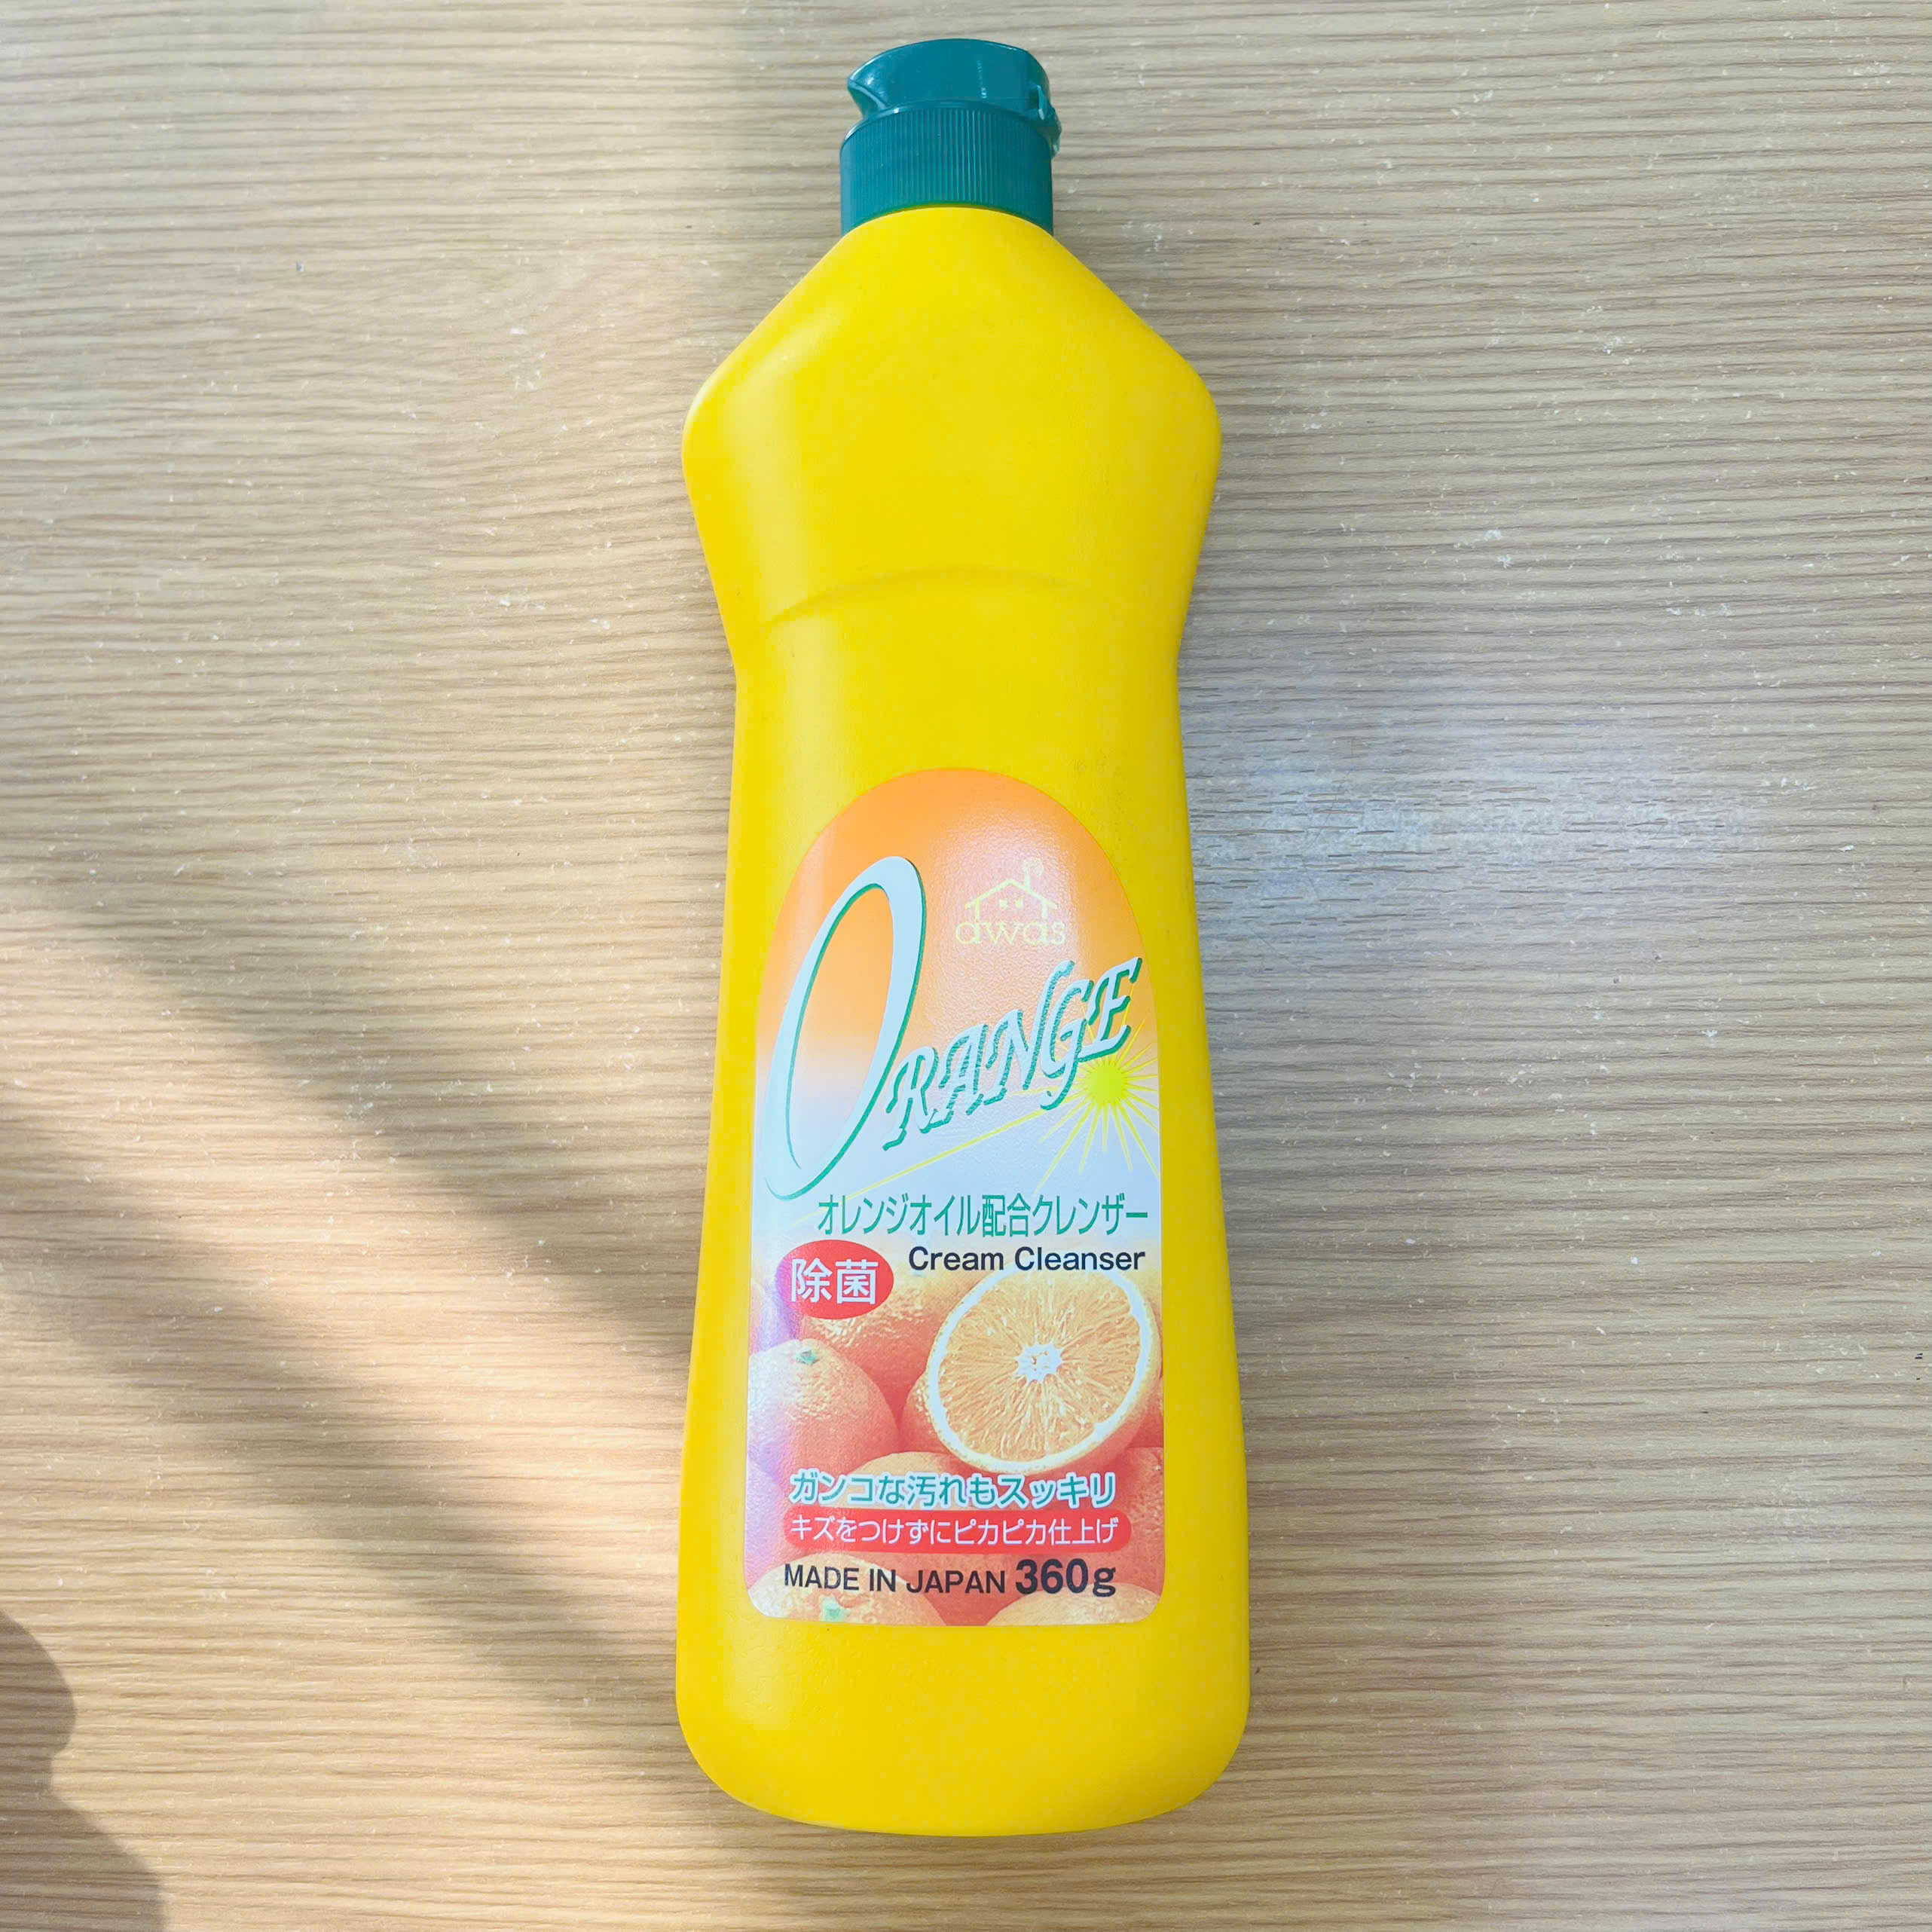 awas
ORANGE
オレンジオイル配合クレンザー
Cream Cleanser
除菌
ガンコな汚れもスッキリ
キズをつけずにピカピカ仕上げ
MADE IN JAPAN 360g